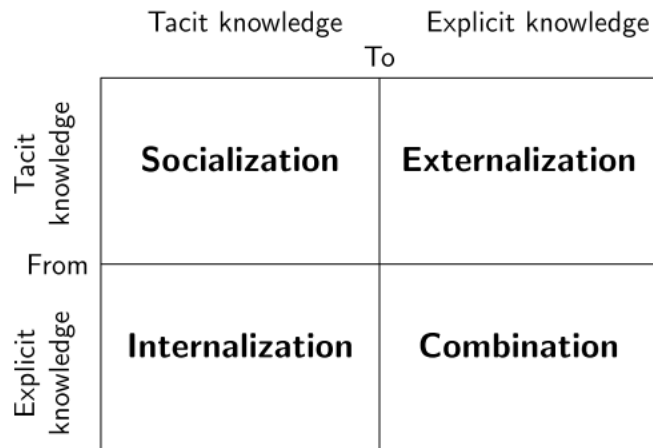 Tacit knowledge Explicit knowledge
To
Tacit
knowledge
Socialization Externalization
From
Explicit
knowledge
Internalization Combination